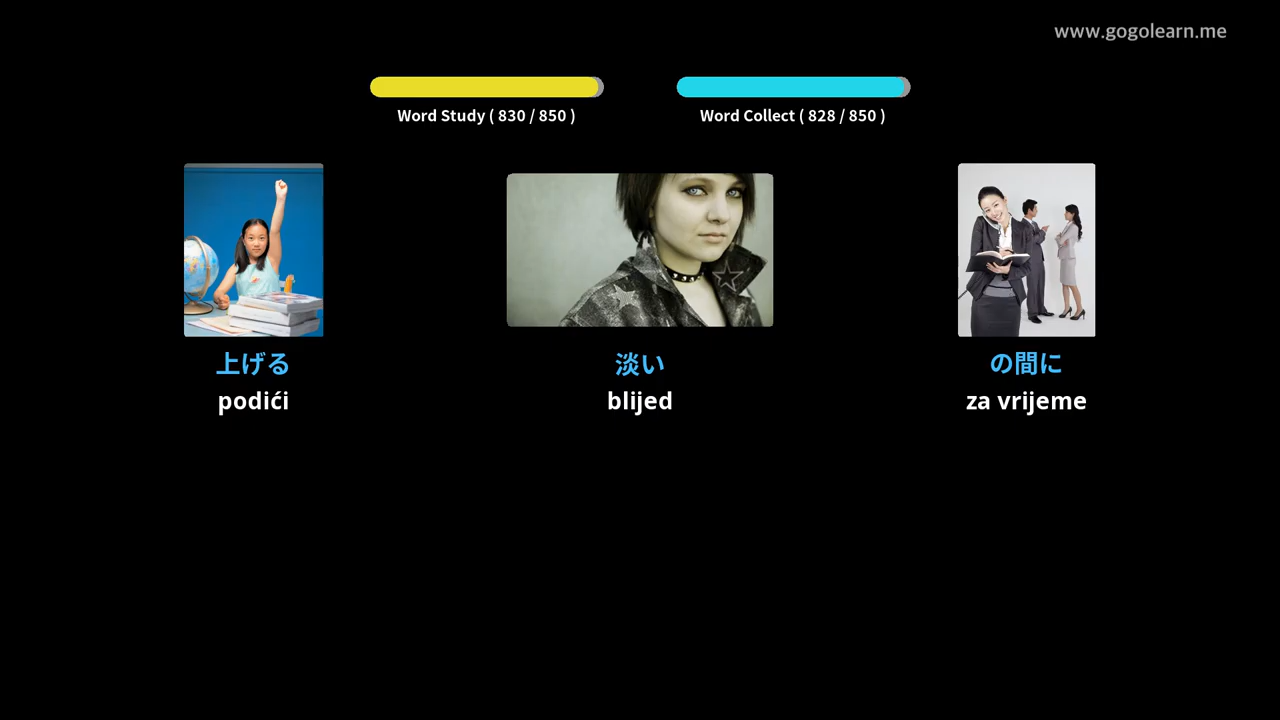 www.gogolearn.me
Word Study ( 830 / 850 )
Word Collect ( 828 / 850 )
上げる
podići
淡い
blijed
の間に
za vrijeme